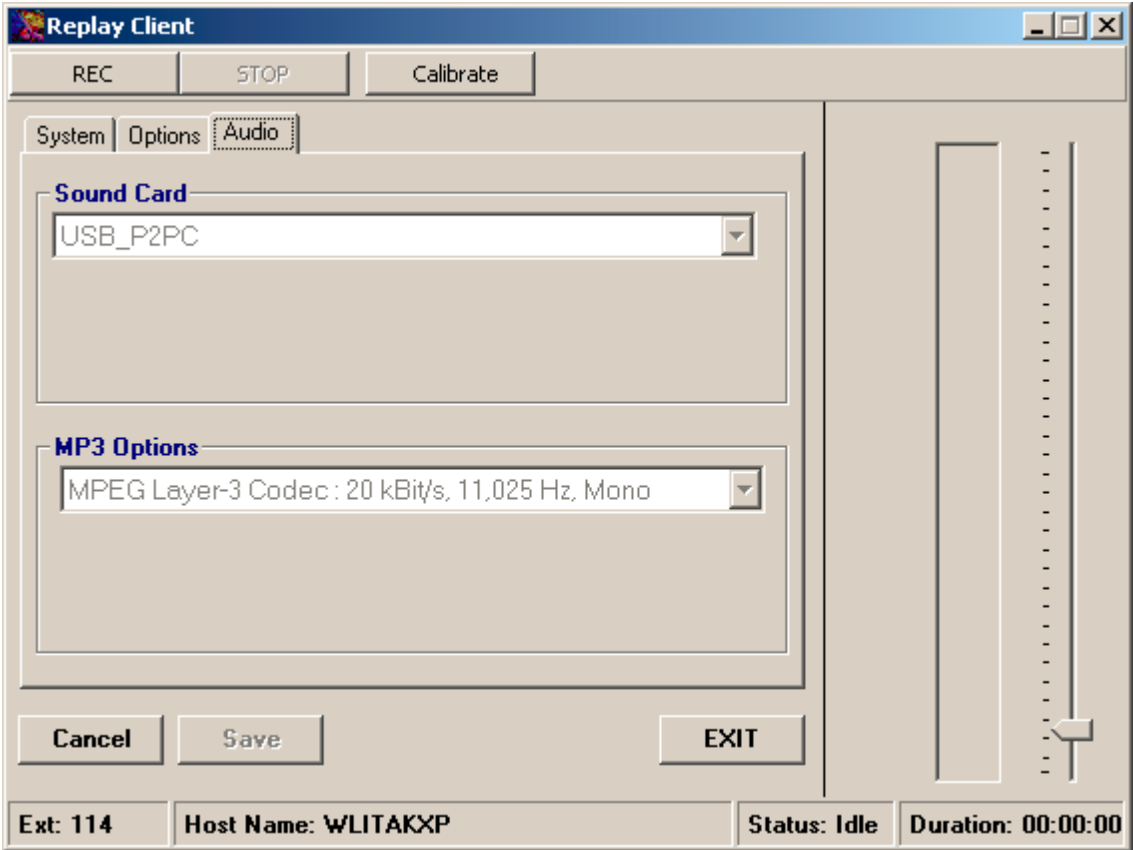 Replay Client
REC STOP Calibrate
System Options Audio
Sound Card
USB_P2PC
MP3 Options
MPEG Layer-3 Codec : 20 kBit/s, 11,025 Hz, Mono
Cancel Save EXIT
Ext: 114 Host Name: WLITAKXP Status: Idle Duration: 00:00:00